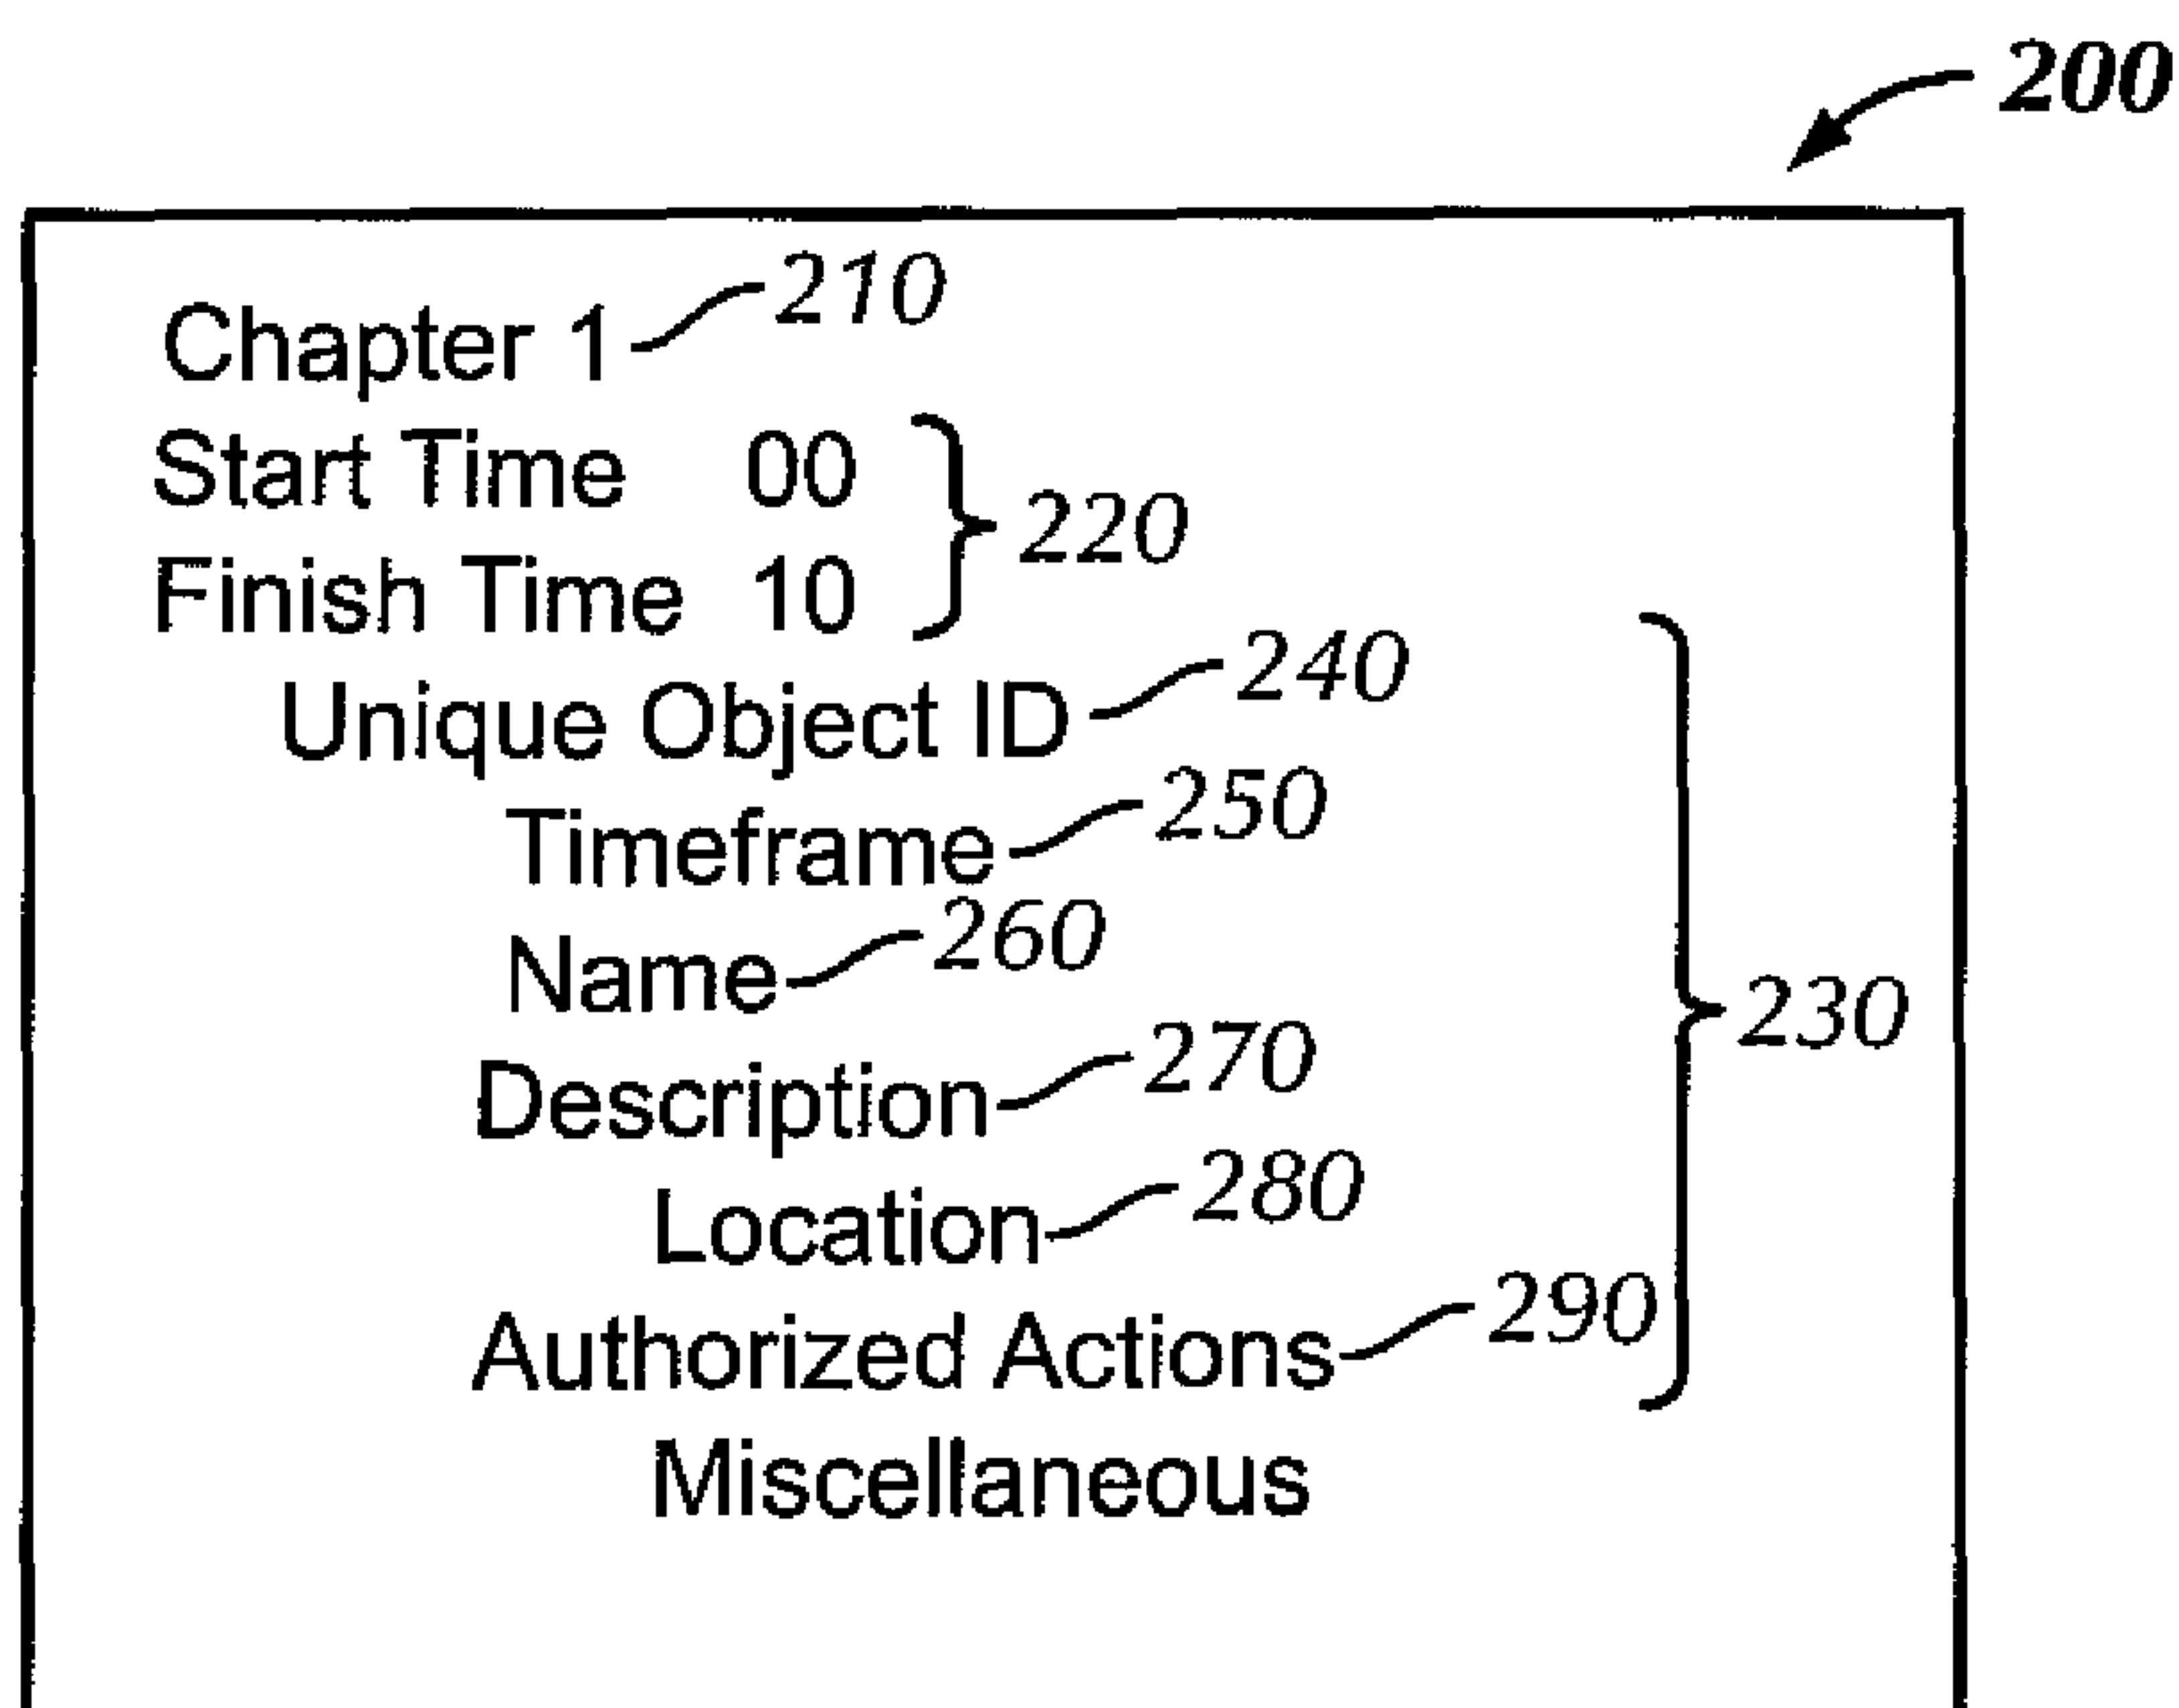 200
Chapter 1 210
Start Time 00
220
Finish Time 10
Unique Object ID 240
Timeframe 250
Name 260
230
Description 270
Location 280
Authorized Actions 290
Miscellaneous